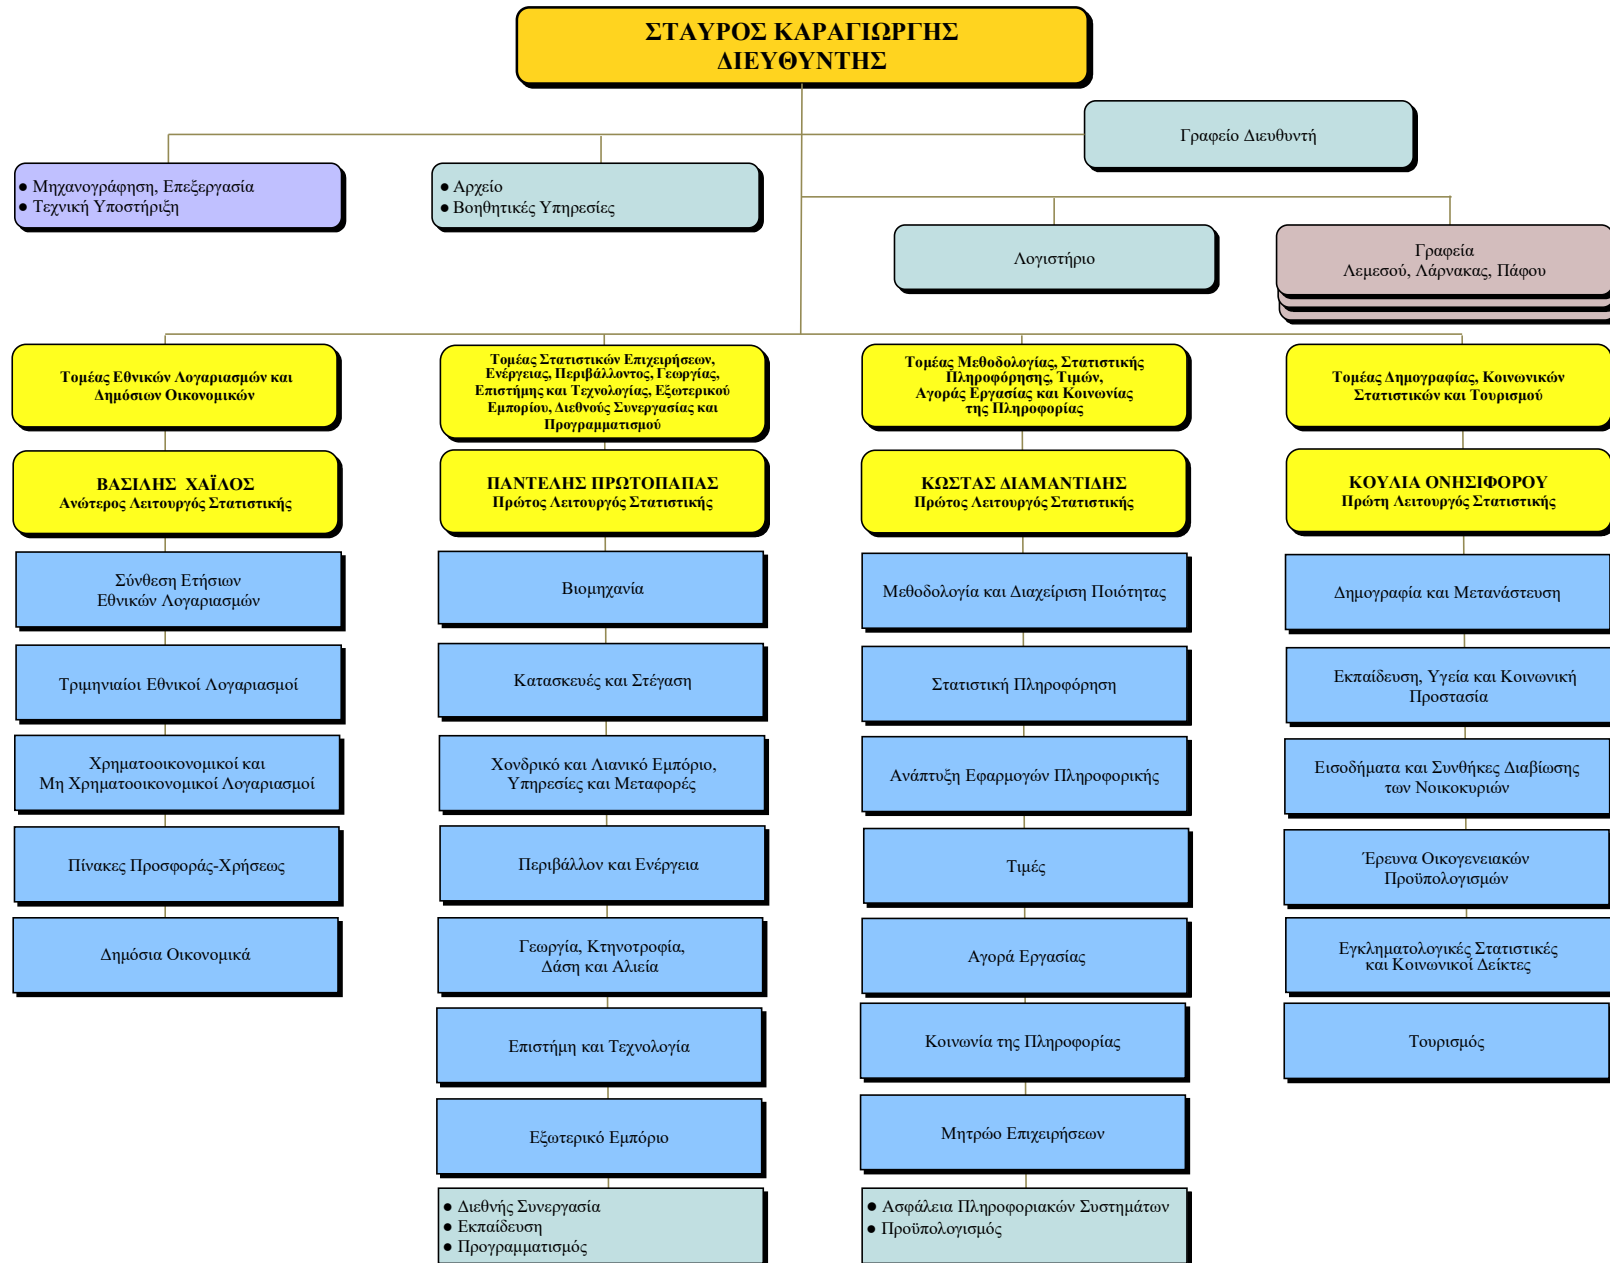 ΣΤΑΥΡΟΣ ΚΑΡΑΓΙΩΡΓΗΣ
ΔΙΕΥΘΥΝΤΗΣ
Γραφείο Διευθυντή
● Μηχανογράφηση, Επεξεργασία
● Τεχνική Υποστήριξη
● Αρχείο
● Βοηθητικές Υπηρεσίες
Λογιστήριο
Γραφεία
Λεμεσού, Λάρνακας, Πάφου
Τομέας Εθνικών Λογαριασμών και
Δημόσιων Οικονομικών
ΒΑΣΙΛΗΣ ΧΑΪΛΟΣ
Ανώτερος Λειτουργός Στατιστικής
Σύνθεση Ετήσιων
Εθνικών Λογαριασμών
Τριμηνιαίοι Εθνικοί Λογαριασμοί
Χρηματοοικονομικοί και
Μη Χρηματοοικονομικοί Λογαριασμοί
Πίνακες Προσφοράς-Χρήσεως
Δημόσια Οικονομικά
Τομέας Στατιστικών Επιχειρήσεων,
Ενέργειας, Περιβάλλοντος, Γεωργίας,
Επιστήμης και Τεχνολογίας, Εξωτερικού
Εμπορίου, Διεθνούς Συνεργασίας και
Προγραμματισμού
ΠΑΝΤΕΛΗΣ ΠΡΩΤΟΠΑΠΑΣ
Πρώτος Λειτουργός Στατιστικής
Βιομηχανία
Κατασκευές και Στέγαση
Χονδρικό και Λιανικό Εμπόριο,
Υπηρεσίες και Μεταφορές
Περιβάλλον και Ενέργεια
Γεωργία, Κτηνοτροφία,
Δάση και Αλιεία
Επιστήμη και Τεχνολογία
Εξωτερικό Εμπόριο
● Διεθνής Συνεργασία
● Εκπαίδευση
● Προγραμματισμός
Τομέας Μεθοδολογίας, Στατιστικής
Πληροφόρησης, Τιμών,
Αγοράς Εργασίας και Κοινωνίας
της Πληροφορίας
ΚΩΣΤΑΣ ΔΙΑΜΑΝΤΙΔΗΣ
Πρώτος Λειτουργός Στατιστικής
Μεθοδολογία και Διαχείριση Ποιότητας
Στατιστική Πληροφόρηση
Ανάπτυξη Εφαρμογών Πληροφορικής
Τιμές
Αγορά Εργασίας
Κοινωνία της Πληροφορίας
Μητρώο Επιχειρήσεων
● Ασφάλεια Πληροφοριακών Συστημάτων
● Προϋπολογισμός
Τομέας Δημογραφίας, Κοινωνικών
Στατιστικών και Τουρισμού
ΚΟΥΛΙΑ ΟΝΗΣΙΦΟΡΟΥ
Πρώτη Λειτουργός Στατιστικής
Δημογραφία και Μετανάστευση
Εκπαίδευση, Υγεία και Κοινωνική
Προστασία
Εισοδήματα και Συνθήκες Διαβίωσης
των Νοικοκυριών
Έρευνα Οικογενειακών
Προϋπολογισμών
Εγκληματολογικές Στατιστικές
και Κοινωνικοί Δείκτες
Τουρισμός